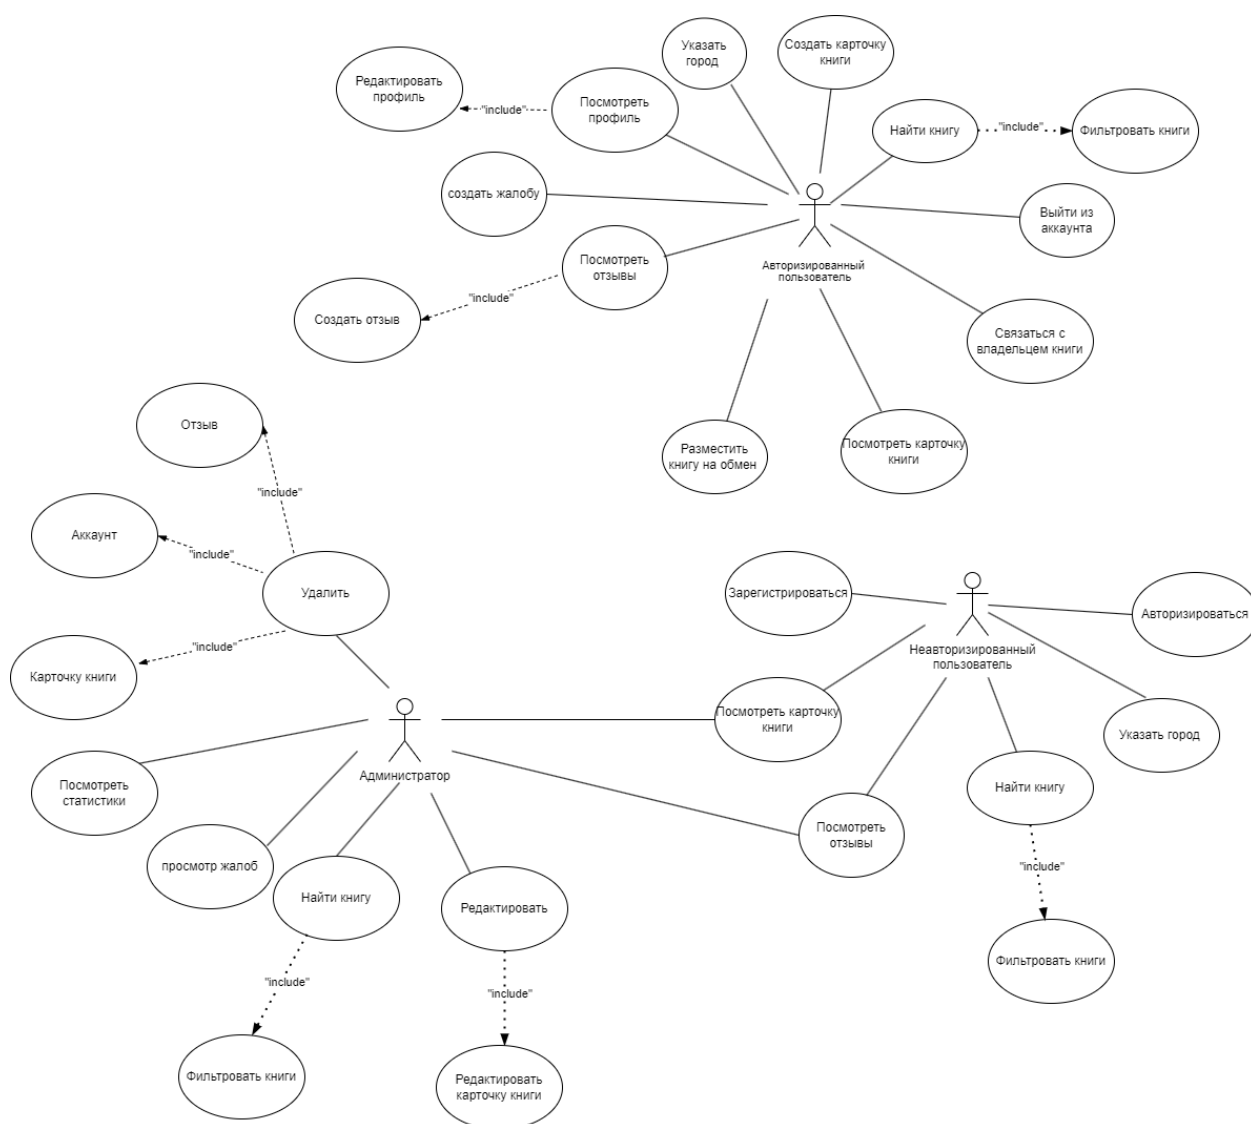 Указать
город
Создать карточку
книги
Редактировать
профиль
"include"
Посмотреть
профиль
Найти книгу
"include"
Фильтровать книги
создать жалобу
Выйти из
аккаунта
Посмотреть
отзывы
Авторизированный
пользователь
"include"
Создать отзыв
Связаться с
владельцем книги
Отзыв
Разместить
книгу на обмен
Посмотреть карточку
книги
"include"
Аккаунт
"include"
Удалить
Зарегистрироваться
Авторизироваться
"include"
Неавторизированный
пользователь
Карточку книги
Посмотреть карточку
книги
Указать город
Администратор
Посмотреть
статистики
Найти книгу
Посмотреть
отзывы
просмотр жалоб
"include"
Найти книгу
Редактировать
Фильтровать книги
"include"
"include"
Фильтровать книги
Редактировать
карточку книги